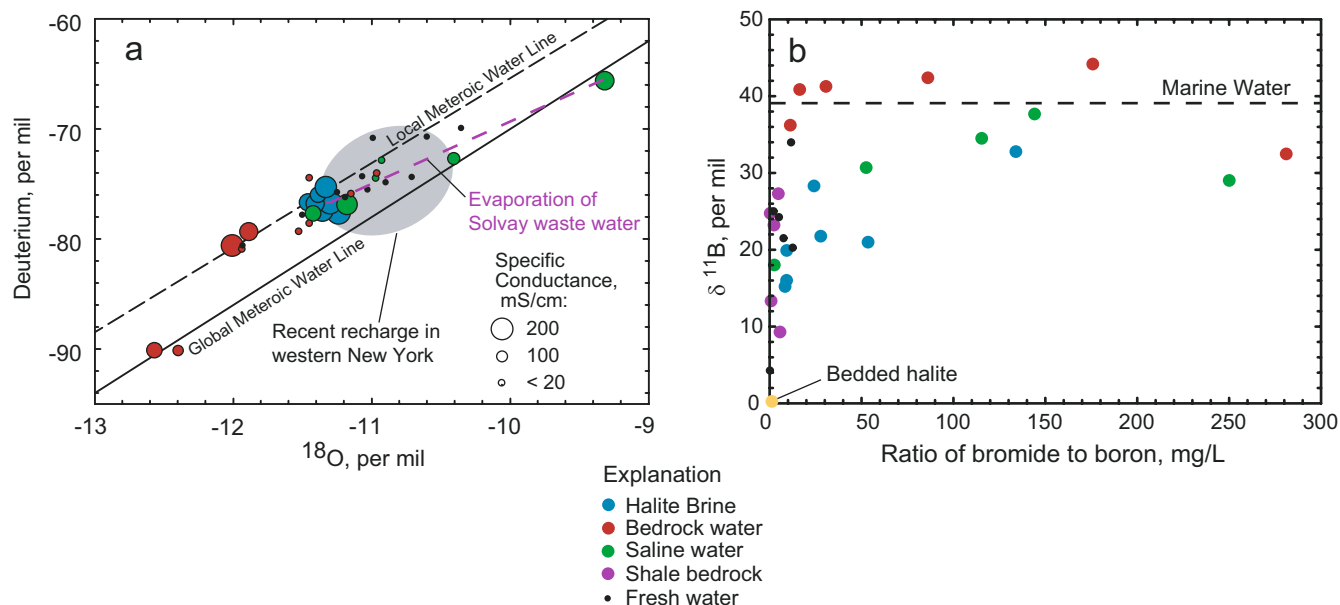 a
-60
-70
-80
-90
Deuterium, per mil
-13
-12
-11
-10
-9
18O, per mil
Local Meteroic Water Line
Global Meteroic Water Line
Evaporation of
Solvay waste water
Recent recharge in
western New York
Specific
Conductance,
mS/cm:
200
100
< 20
b
50
40
30
20
10
0
δ 11B, per mil
0
50
100
150
200
250
300
Ratio of bromide to boron, mg/L
Marine Water
Bedded halite
Explanation
Halite Brine
Bedrock water
Saline water
Shale bedrock
Fresh water